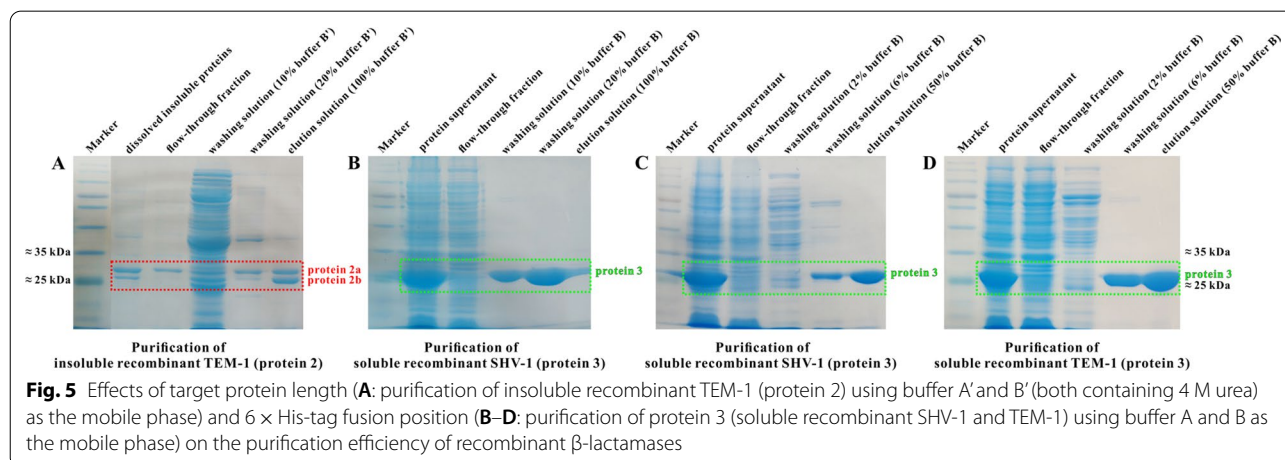 Marker
dissolved insoluble proteins
flow-through fraction
washing solution (10% buffer B')
washing solution (20% buffer B')
elution solution (100% buffer B')
Marker
protein supernatant
flow-through fraction
washing solution (10% buffer B)
washing solution (20% buffer B)
elution solution (100% buffer B)
Marker
protein supernatant
flow-through fraction
washing solution (2% buffer B)
washing solution (6% buffer B)
elution solution (50% buffer B)
Marker
protein supernatant
flow-through fraction
washing solution (2% buffer B)
washing solution (6% buffer B)
elution solution (50% buffer B)
A
B
C
D
≈ 35 kDa
≈ 25 kDa
protein 2a
protein 2b
protein 3
protein 3
≈ 35 kDa
protein 3
≈ 25 kDa
Purification of
insoluble recombinant TEM-1 (protein 2)
Purification of
soluble recombinant SHV-1 (protein 3)
Purification of
soluble recombinant SHV-1 (protein 3)
Purification of
soluble recombinant TEM-1 (protein 3)
Fig. 5 Effects of target protein length (A: purification of insoluble recombinant TEM-1 (protein 2) using buffer A' and B' (both containing 4 M urea)
as the mobile phase) and 6 × His-tag fusion position (B–D: purification of protein 3 (soluble recombinant SHV-1 and TEM-1) using buffer A and B as
the mobile phase) on the purification efficiency of recombinant β-lactamases